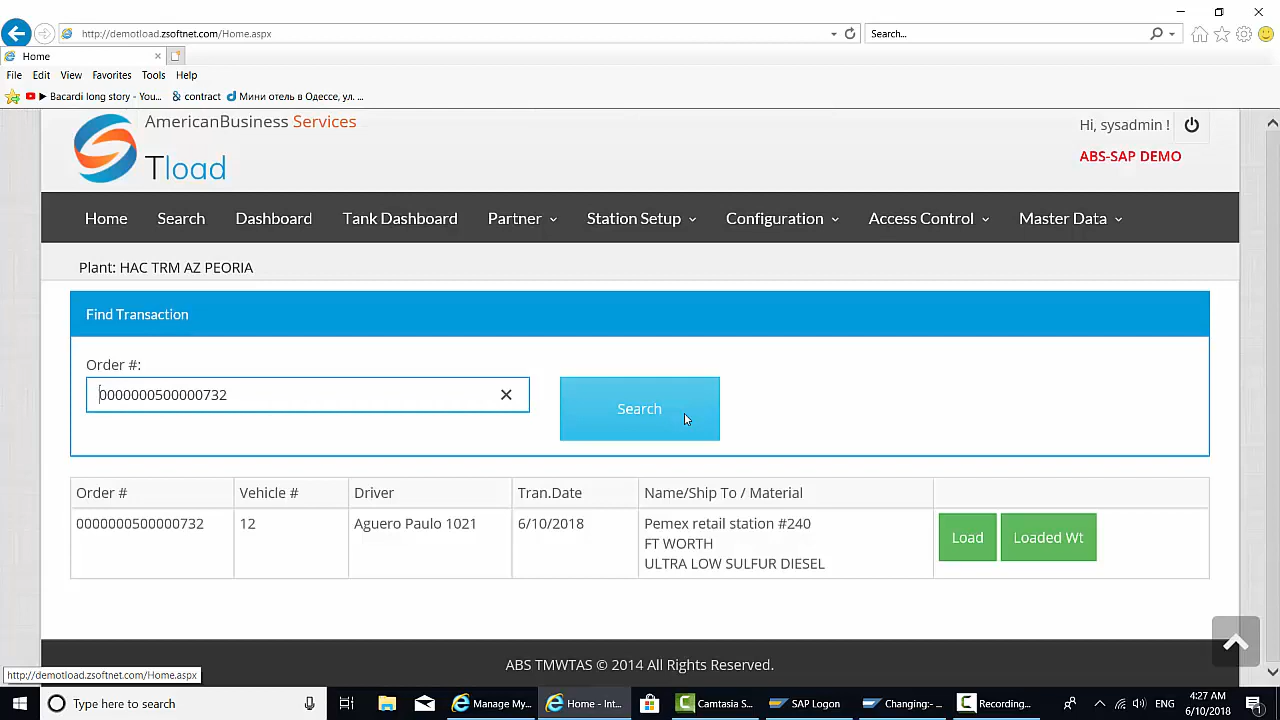 http://demotload.zsoftnet.com/Home.aspx
Search...
Home
File Edit View Favorites Tools Help
Bacardi long story - You... contract Мини отель в Одессе, ул. ...
AmericanBusiness Services
Tload
Hi, sysadmin !
ABS-SAP DEMO
Home Search Dashboard Tank Dashboard Partner Station Setup Configuration Access Control Master Data
Plant: HAC TRM AZ PEORIA
Find Transaction
Order #:
0000000500000732
Search
Order # Vehicle # Driver Tran.Date Name/Ship To / Material
0000000500000732 12 Aguero Paulo 1021 6/10/2018 Pemex retail station #240
FT WORTH
ULTRA LOW SULFUR DIESEL
Load Loaded Wt
ABS TMWTAS © 2014 All Rights Reserved.
http://demotload.zsoftnet.com/Home.aspx
Type here to search
Manage My... Home - Int... Camtasia S... SAP Logon Changing:- ... Recording...
ENG
4:27 AM
6/10/2018